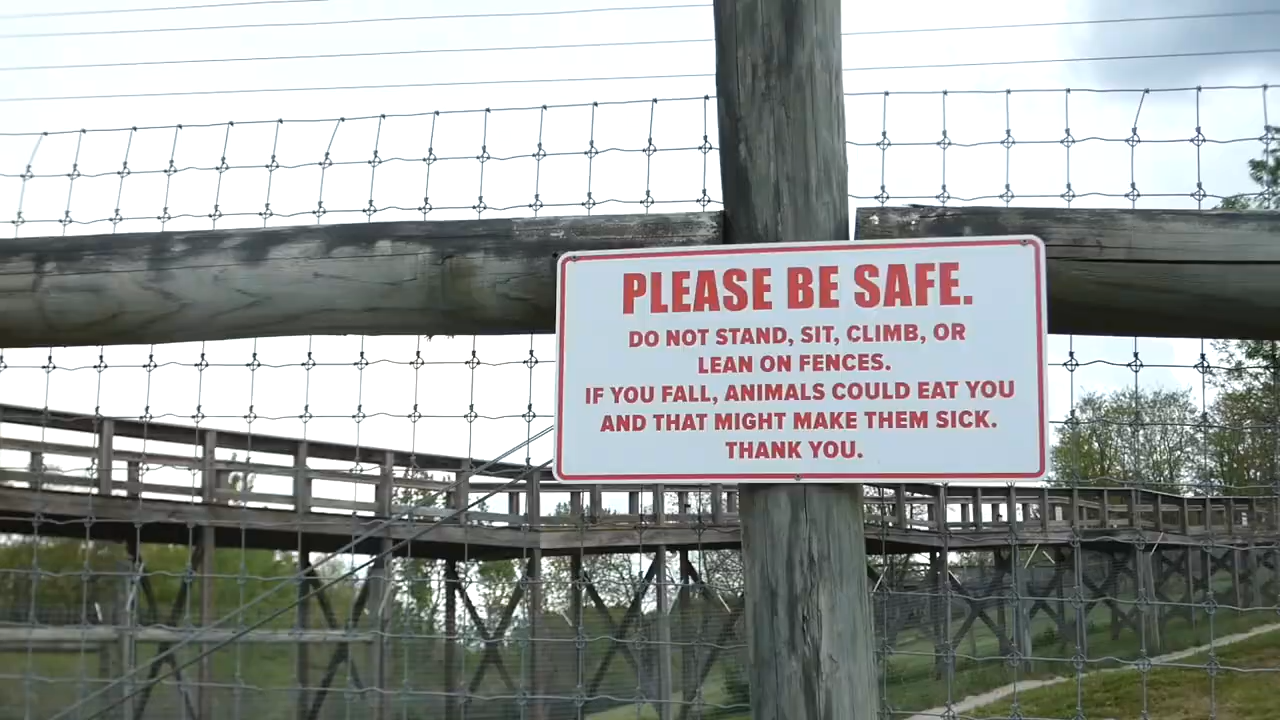 PLEASE BE SAFE.
DO NOT STAND, SIT, CLIMB, OR
LEAN ON FENCES.
IF YOU FALL, ANIMALS COULD EAT YOU
AND THAT MIGHT MAKE THEM SICK.
THANK YOU.